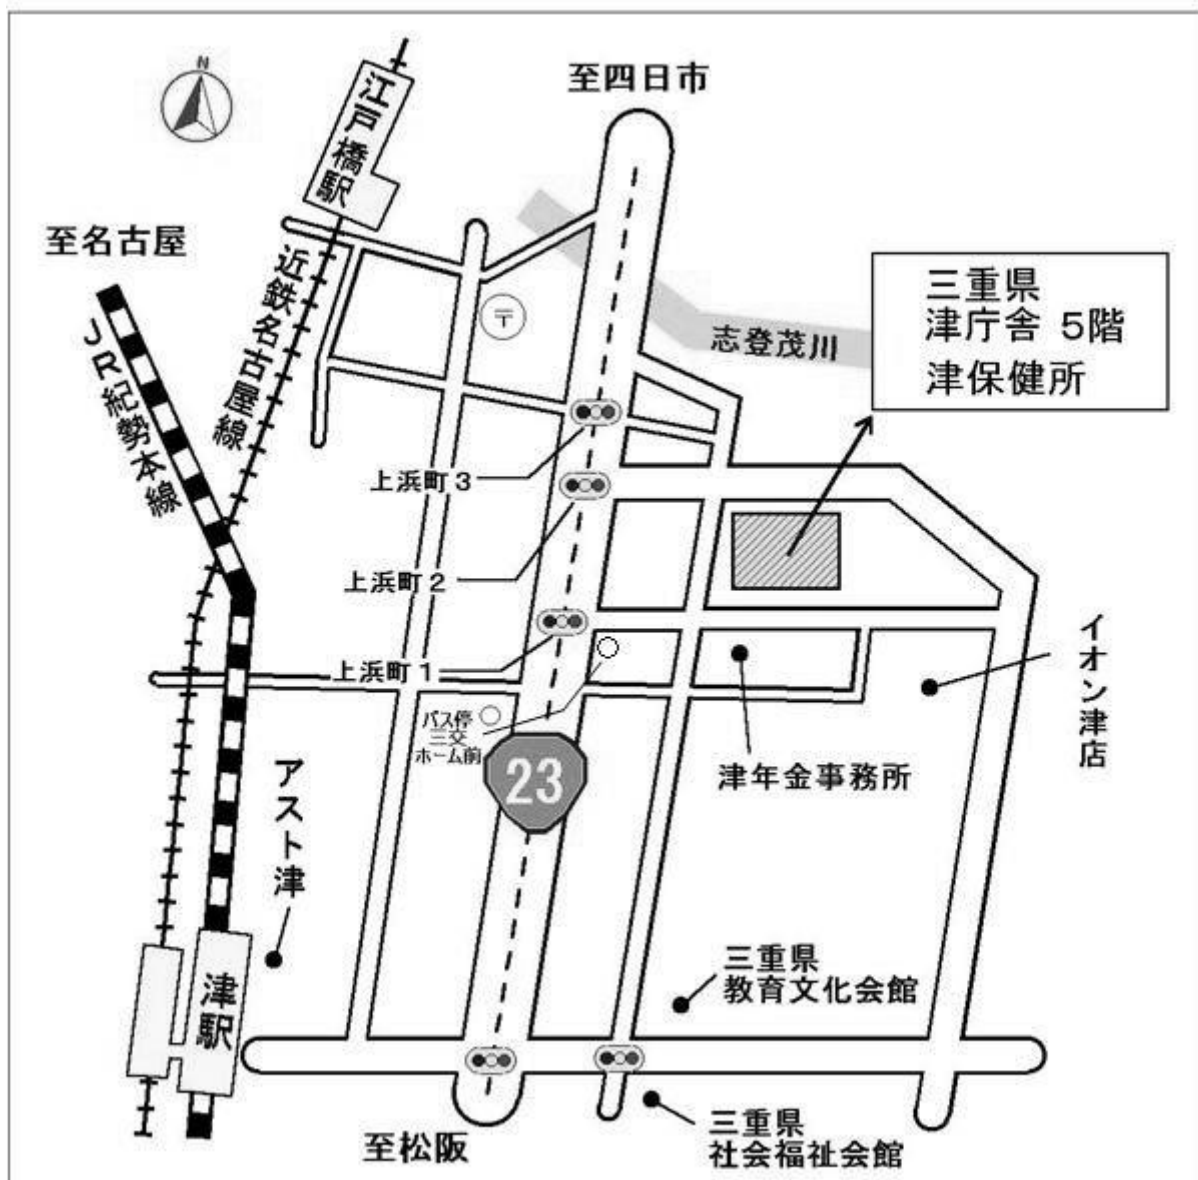 N
至四日市
江戸橋駅
至名古屋
近鉄名古屋線
JR紀勢本線
〒
志登茂川
三重県
津庁舎 5階
津保健所
上浜町3
上浜町2
上浜町1
バス停
三交
ホーム前
23
イオン津店
津年金事務所
アスト津
三重県
教育文化会館
津駅
至松阪
三重県
社会福祉会館